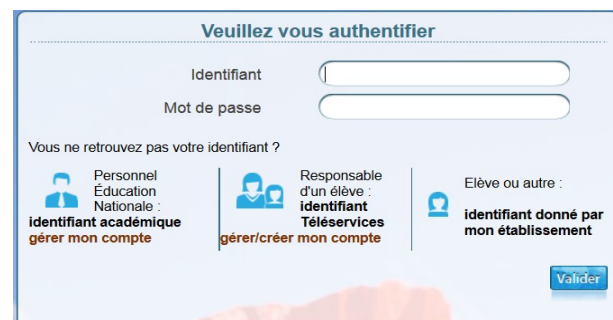 Veuillez vous authentifier
Identifiant
Mot de passe
Vous ne retrouvez pas votre identifiant ?
Personnel
Éducation
Nationale :
identifiant académique
gérer mon compte
Responsable
d'un élève :
identifiant
Téléservices
gérer/créer mon compte
Elève ou autre :
identifiant donné par
mon établissement
Valider